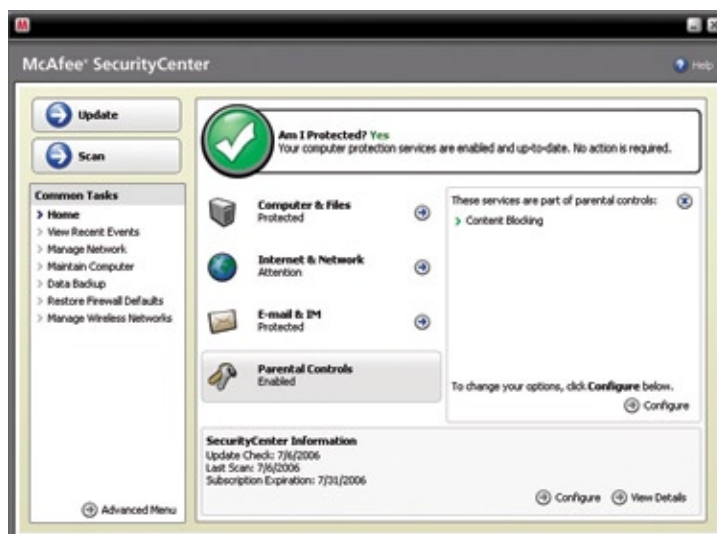 McAfee® SecurityCenter
Help
Update
Scan
Common Tasks
Home
View Recent Events
Manage Network
Maintain Computer
Data Backup
Restore Firewall Defaults
Manage Wireless Networks
Advanced Menu
Am I Protected? Yes
Your computer protection services are enabled and up-to-date. No action is required.
Computer & Files
Protected
Internet & Network
Attention
E-mail & IM
Protected
Parental Controls
Enabled
These services are part of parental controls:
Content Blocking
To change your options, click Configure below.
Configure
SecurityCenter Information
Update Check: 7/6/2006
Last Scan: 7/6/2006
Subscription Expiration: 7/31/2006
Configure
View Details